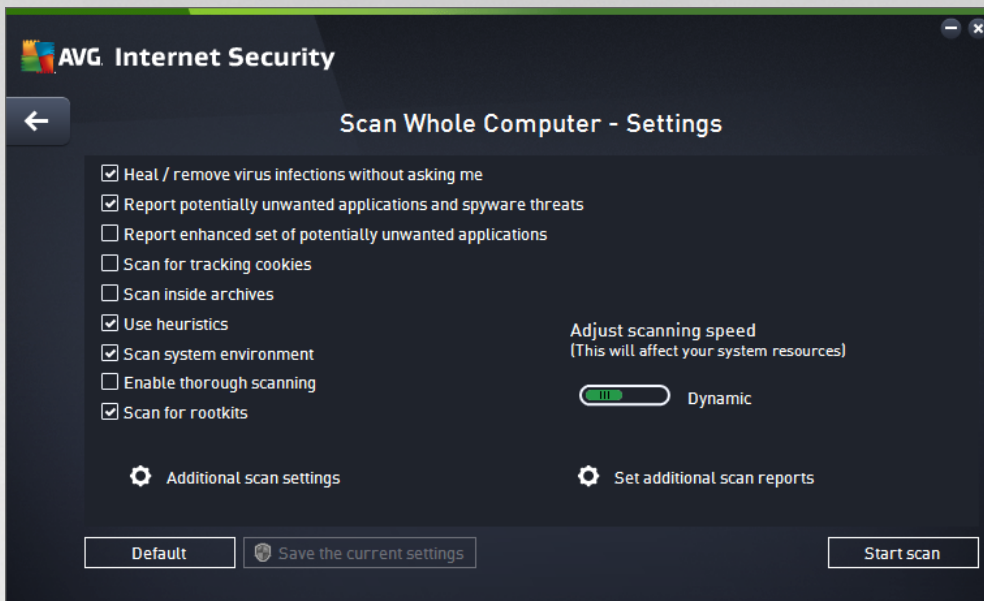 AVG. Internet Security
Scan Whole Computer - Settings
Heal / remove virus infections without asking me
Report potentially unwanted applications and spyware threats
Report enhanced set of potentially unwanted applications
Scan for tracking cookies
Scan inside archives
Use heuristics
Scan system environment
Enable thorough scanning
Scan for rootkits
Adjust scanning speed
(This will affect your system resources)
Dynamic
Additional scan settings
Set additional scan reports
Default
Save the current settings
Start scan